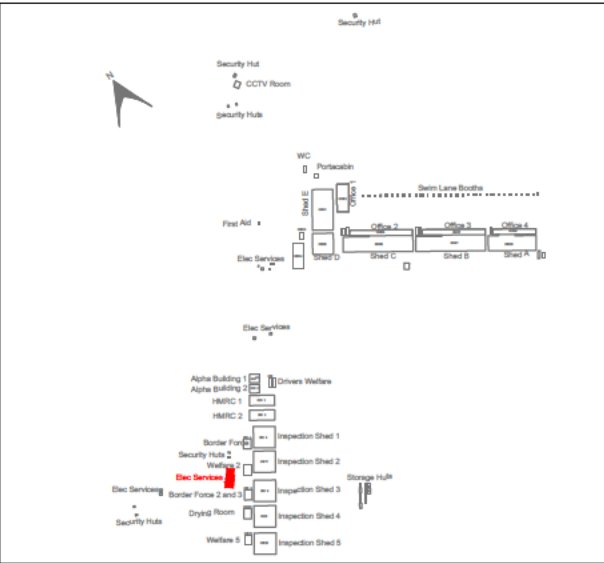 Security Hut
Security Hut
CCTV Room
Security Huts
N
WC
Portacabin
Swim Lane Booths
Shed E
Office 1
First Aid
Office 2
Office 3
Office 4
Elec Services
Shed D
Shed C
Shed B
Shed A
Elec Services
Alpha Building 1
Drivers Welfare
Alpha Building 2
HMRC 1
HMRC 2
Border Force
Inspection Shed 1
Security Huts
Welfare 2
Inspection Shed 2
Elec Services
Storage Huts
Elec Services
Border Force 2 and 3
Inspection Shed 3
Drying Room
Inspection Shed 4
Security Huts
Welfare 5
Inspection Shed 5